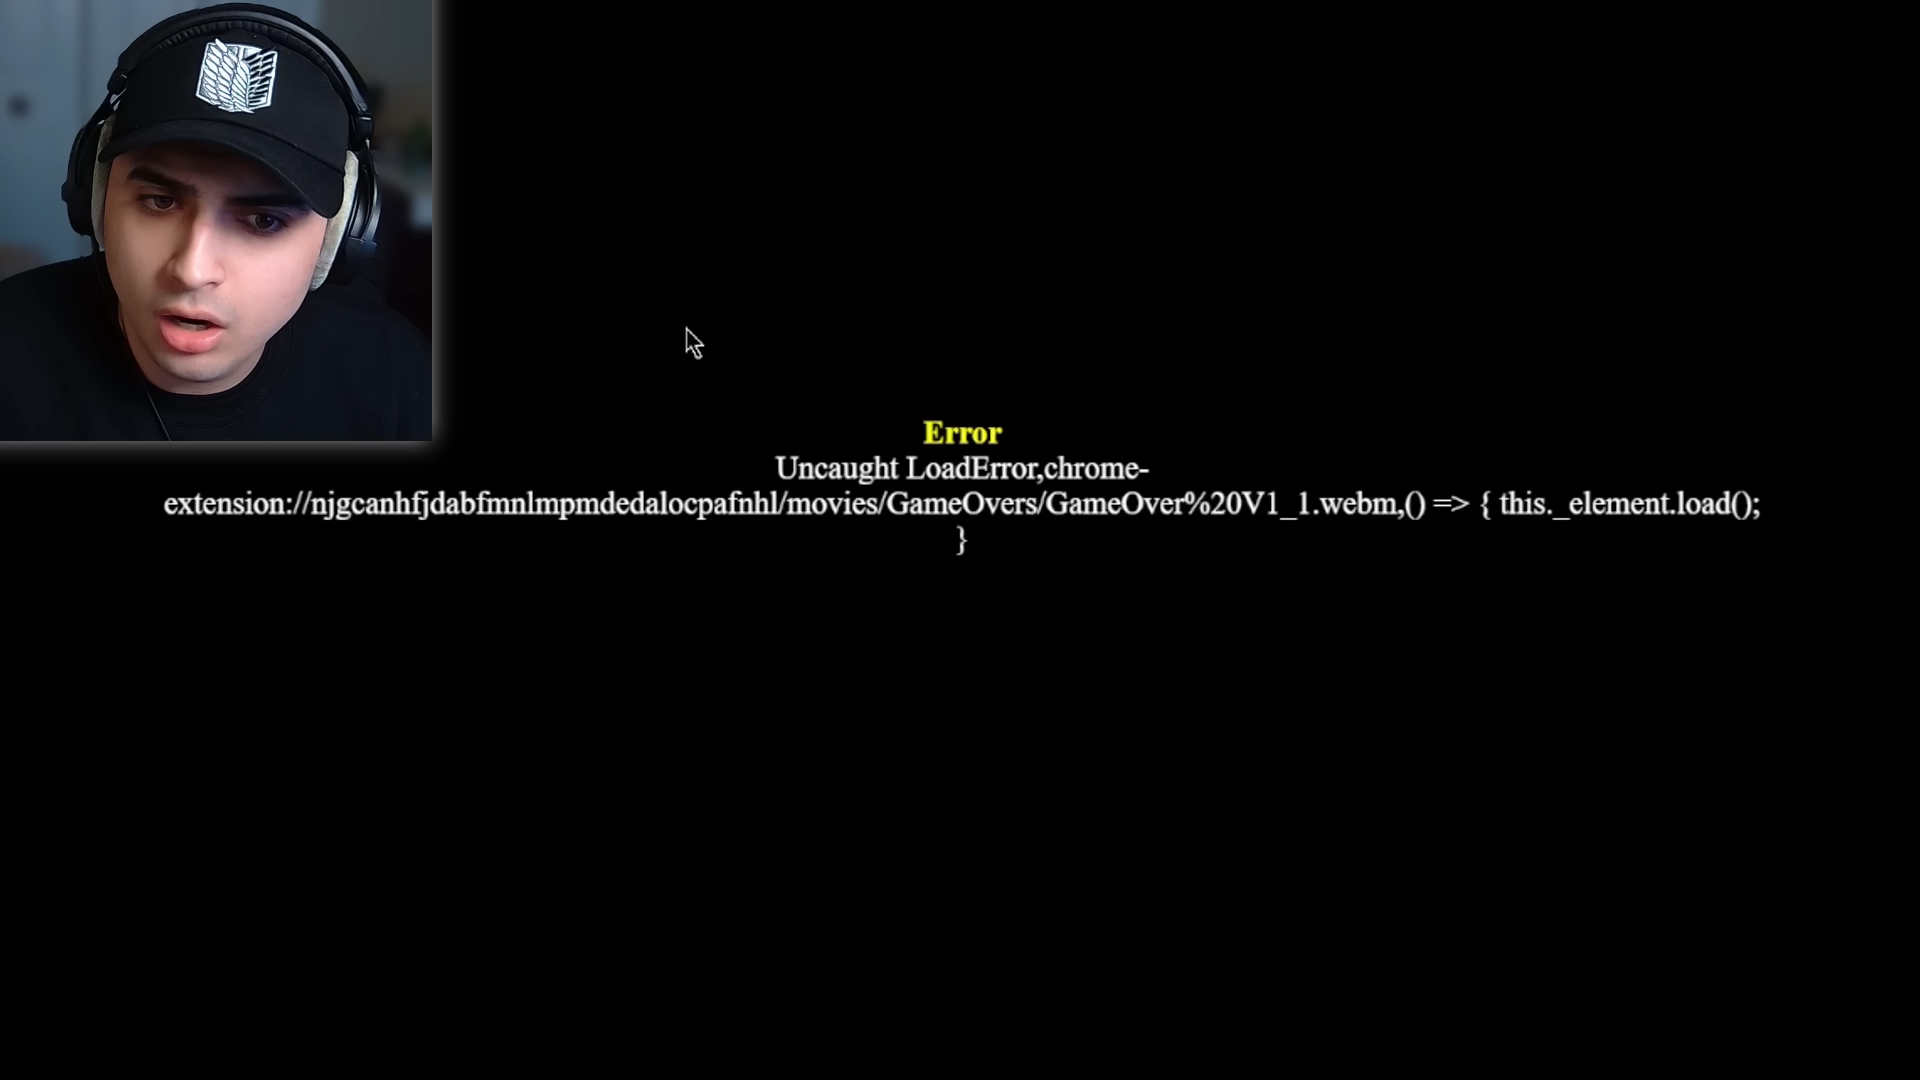 Error
Uncaught LoadError,chrome-
extension://njgcanhfjdabfmnlmpmdedalocpafnhl/movies/GameOvers/GameOver%20V1_1.webm,() => { this._element.load();
}